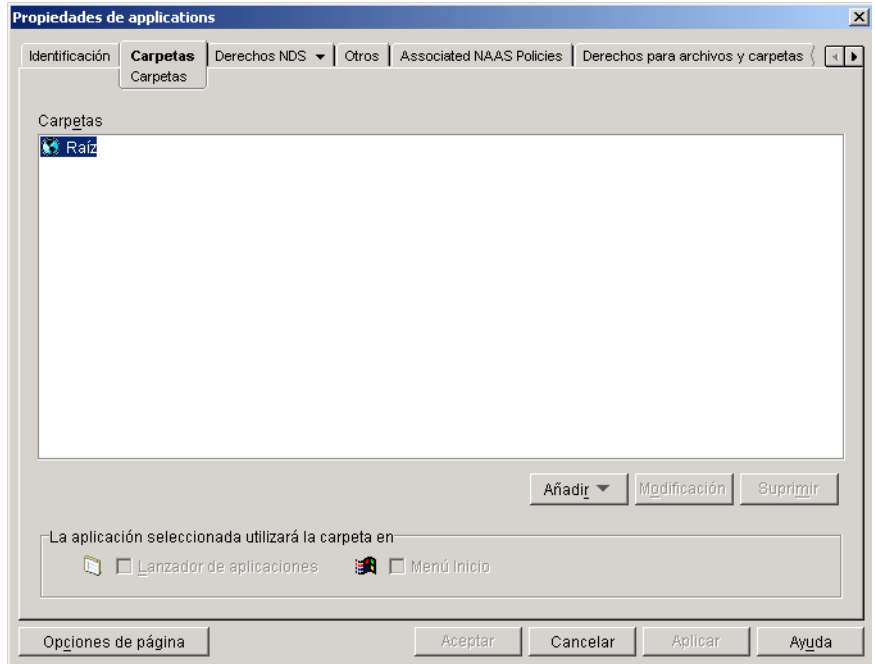 Propiedades de applications
Identificación Carpetas Derechos NDS Otros Associated NAAS Policies Derechos para archivos y carpetas
Carpetas
Carpetas
Raíz
Añadir Modificación Suprimir
La aplicación seleccionada utilizará la carpeta en
Lanzador de aplicaciones Menú Inicio
Opciones de página Aceptar Cancelar Aplicar Ayuda